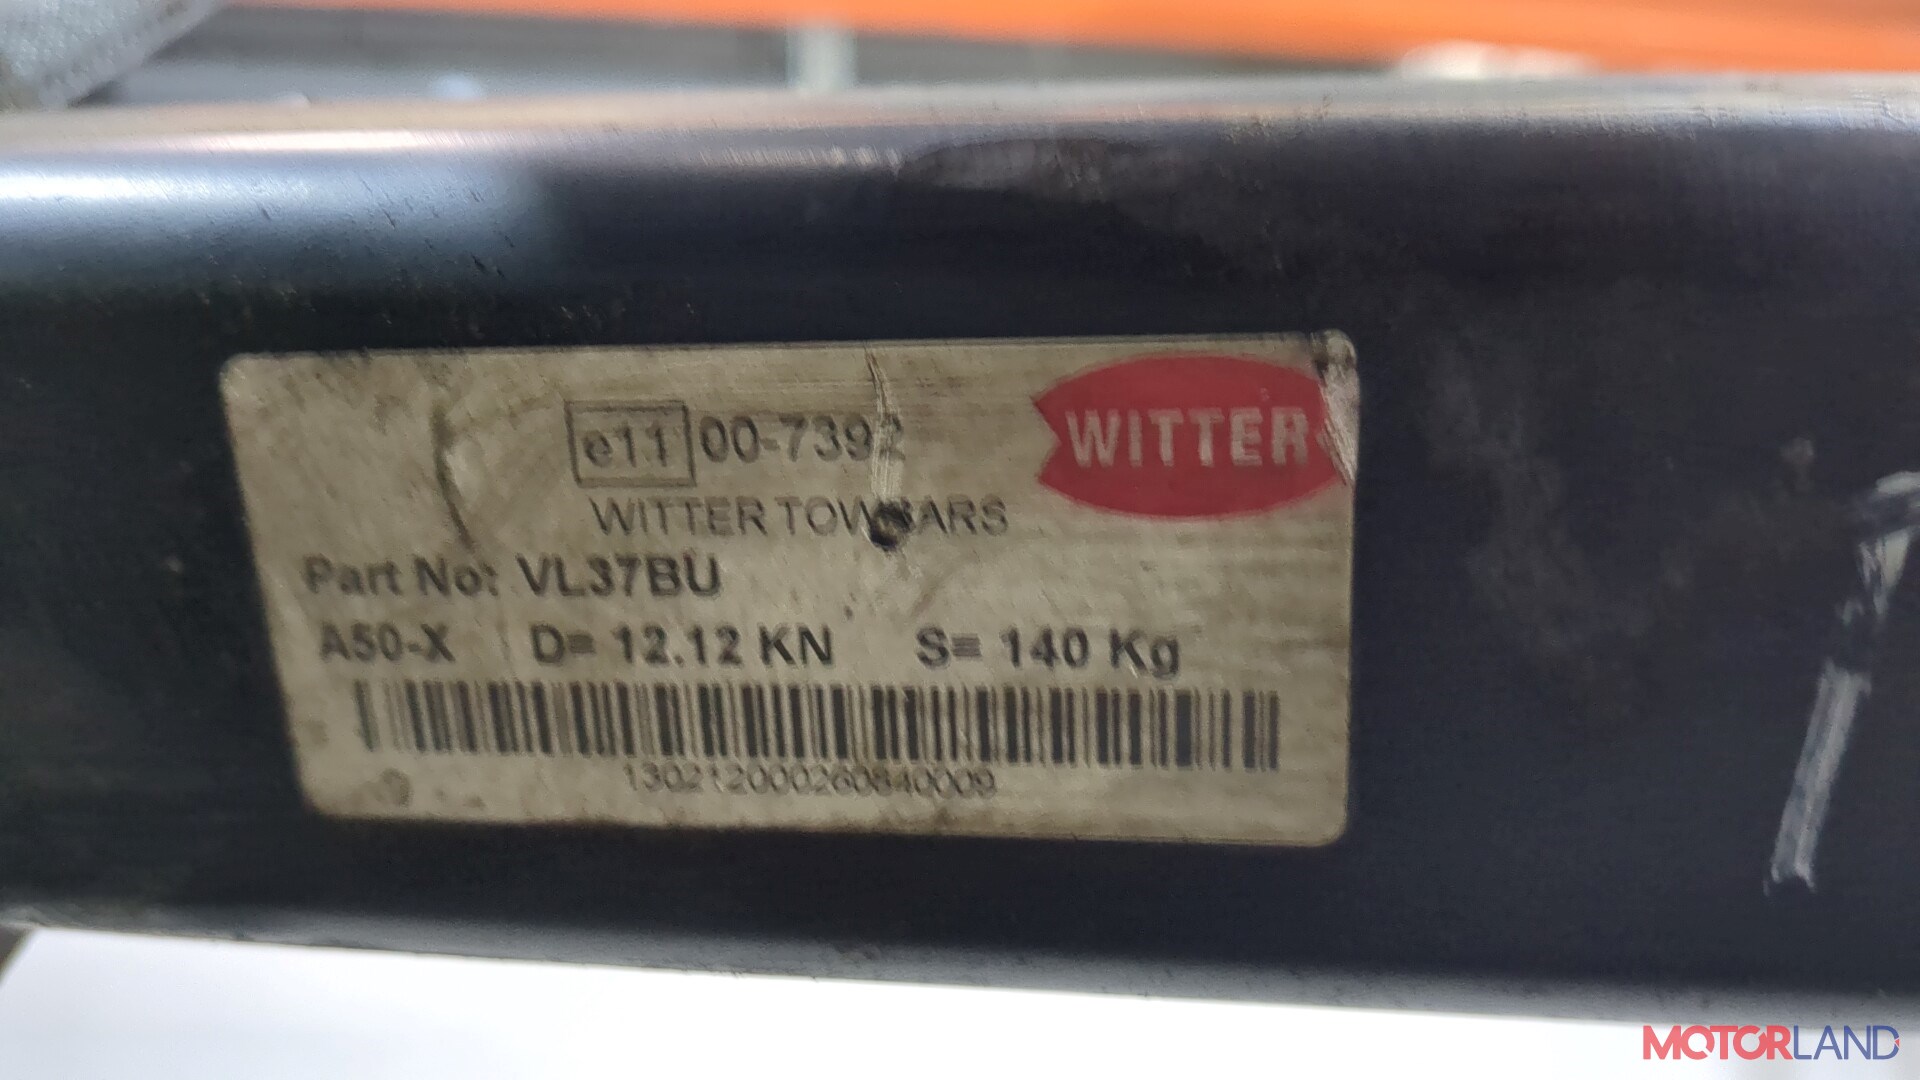 e11 00-7392
WITTER
WITTER TOWBARS
Part No: VL37BU
A50-X D= 12.12 KN S= 140 Kg
130212000260840009
MOTORLAND